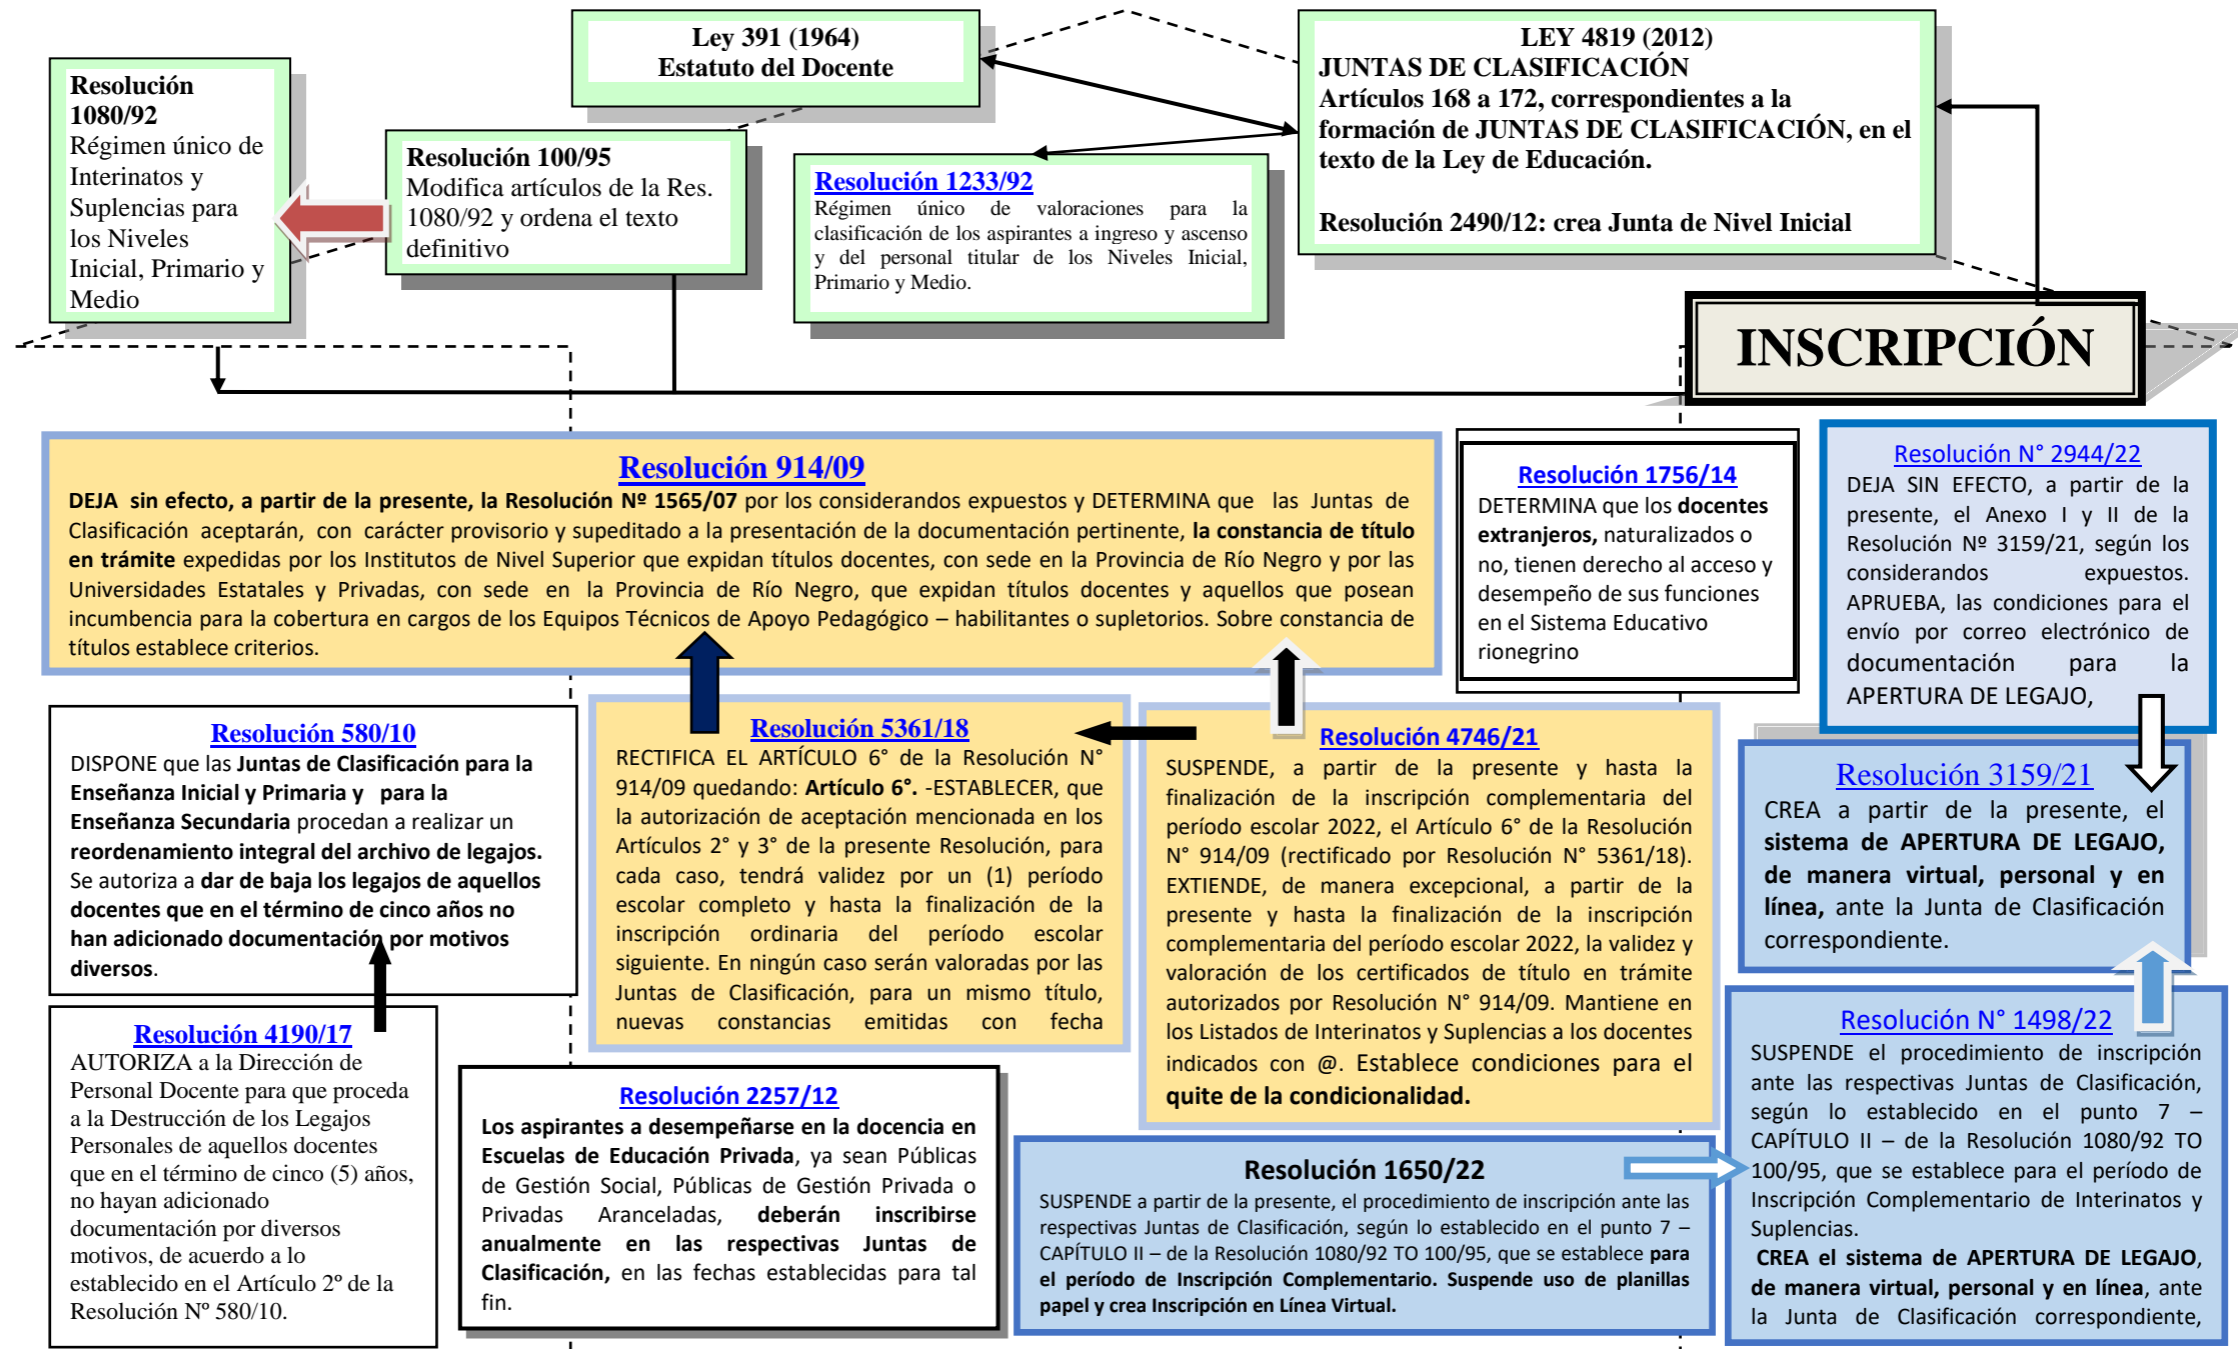 Ley 391 (1964)
Estatuto del Docente
LEY 4819 (2012)
JUNTAS DE CLASIFICACIÓN
Artículos 168 a 172, correspondientes a la
formación de JUNTAS DE CLASIFICACIÓN, en el
texto de la Ley de Educación.
Resolución 2490/12: crea Junta de Nivel Inicial
Resolución
1080/92
Régimen único de
Interinatos y
Suplencias para
los Niveles
Inicial, Primario y
Medio
Resolución 100/95
Modifica artículos de la Res.
1080/92 y ordena el texto
definitivo
Resolución 1233/92
Régimen único de valoraciones para la
clasificación de los aspirantes a ingreso y ascenso
y del personal titular de los Niveles Inicial,
Primario y Medio.
INSCRIPCIÓN
Resolución 914/09
DEJA sin efecto, a partir de la presente, la Resolución Nº 1565/07 por los considerandos expuestos y DETERMINA que las Juntas de
Clasificación aceptarán, con carácter provisorio y supeditado a la presentación de la documentación pertinente, la constancia de título
en trámite expedidas por los Institutos de Nivel Superior que expidan títulos docentes, con sede en la Provincia de Río Negro y por las
Universidades Estatales y Privadas, con sede en la Provincia de Río Negro, que expidan títulos docentes y aquellos que posean
incumbencia para la cobertura en cargos de los Equipos Técnicos de Apoyo Pedagógico – habilitantes o supletorios. Sobre constancia de
títulos establece criterios.
Resolución 1756/14
DETERMINA que los docentes
extranjeros, naturalizados o
no, tienen derecho al acceso y
desempeño de sus funciones
en el Sistema Educativo
rionegrino
Resolución N° 2944/22
DEJA SIN EFECTO, a partir de la
presente, el Anexo I y II de la
Resolución Nº 3159/21, según los
considerandos expuestos.
APRUEBA, las condiciones para el
envío por correo electrónico de
documentación para la
APERTURA DE LEGAJO,
Resolución 580/10
DISPONE que las Juntas de Clasificación para la
Enseñanza Inicial y Primaria y para la
Enseñanza Secundaria procedan a realizar un
reordenamiento integral del archivo de legajos.
Se autoriza a dar de baja los legajos de aquellos
docentes que en el término de cinco años no
han adicionado documentación por motivos
diversos.
Resolución 5361/18
RECTIFICA EL ARTÍCULO 6° de la Resolución N°
914/09 quedando: Artículo 6°. -ESTABLECER, que
la autorización de aceptación mencionada en los
Artículos 2° y 3° de la presente Resolución, para
cada caso, tendrá validez por un (1) período
escolar completo y hasta la finalización de la
inscripción ordinaria del período escolar
siguiente. En ningún caso serán valoradas por las
Juntas de Clasificación, para un mismo título,
nuevas constancias emitidas con fecha
Resolución 4746/21
SUSPENDE, a partir de la presente y hasta la
finalización de la inscripción complementaria del
período escolar 2022, el Artículo 6° de la Resolución
N° 914/09 (rectificado por Resolución N° 5361/18).
EXTIENDE, de manera excepcional, a partir de la
presente y hasta la finalización de la inscripción
complementaria del período escolar 2022, la validez y
valoración de los certificados de título en trámite
autorizados por Resolución N° 914/09. Mantiene en
los Listados de Interinatos y Suplencias a los docentes
indicados con @. Establece condiciones para el
quite de la condicionalidad.
Resolución 3159/21
CREA a partir de la presente, el
sistema de APERTURA DE LEGAJO,
de manera virtual, personal y en
línea, ante la Junta de Clasificación
correspondiente.
Resolución 4190/17
AUTORIZA a la Dirección de
Personal Docente para que proceda
a la Destrucción de los Legajos
Personales de aquellos docentes
que en el término de cinco (5) años,
no hayan adicionado
documentación por diversos
motivos, de acuerdo a lo
establecido en el Artículo 2º de la
Resolución Nº 580/10.
Resolución 2257/12
Los aspirantes a desempeñarse en la docencia en
Escuelas de Educación Privada, ya sean Públicas
de Gestión Social, Públicas de Gestión Privada o
Privadas Aranceladas, deberán inscribirse
anualmente en las respectivas Juntas de
Clasificación, en las fechas establecidas para tal
fin.
Resolución 1650/22
SUSPENDE a partir de la presente, el procedimiento de inscripción ante las
respectivas Juntas de Clasificación, según lo establecido en el punto 7 –
CAPÍTULO II – de la Resolución 1080/92 TO 100/95, que se establece para
el período de Inscripción Complementario. Suspende uso de planillas
papel y crea Inscripción en Línea Virtual.
Resolución N° 1498/22
SUSPENDE el procedimiento de inscripción
ante las respectivas Juntas de Clasificación,
según lo establecido en el punto 7 –
CAPÍTULO II – de la Resolución 1080/92 TO
100/95, que se establece para el período de
Inscripción Complementario de Interinatos y
Suplencias.
CREA el sistema de APERTURA DE LEGAJO,
de manera virtual, personal y en línea, ante
la Junta de Clasificación correspondiente,